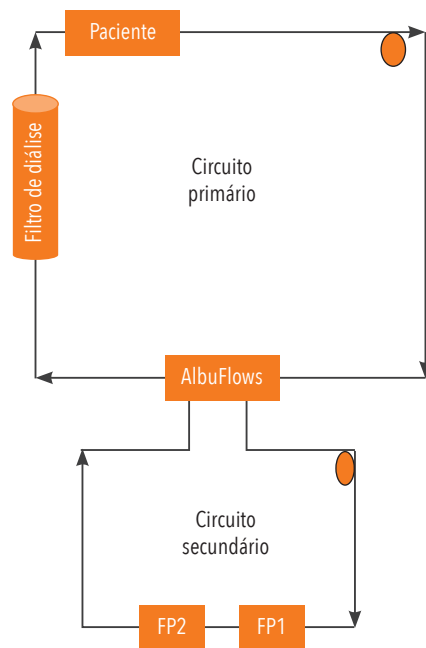 Paciente
Filtro de diálise
Circuito
primário
AlbuFlows
Circuito
secundário
FP2
FP1